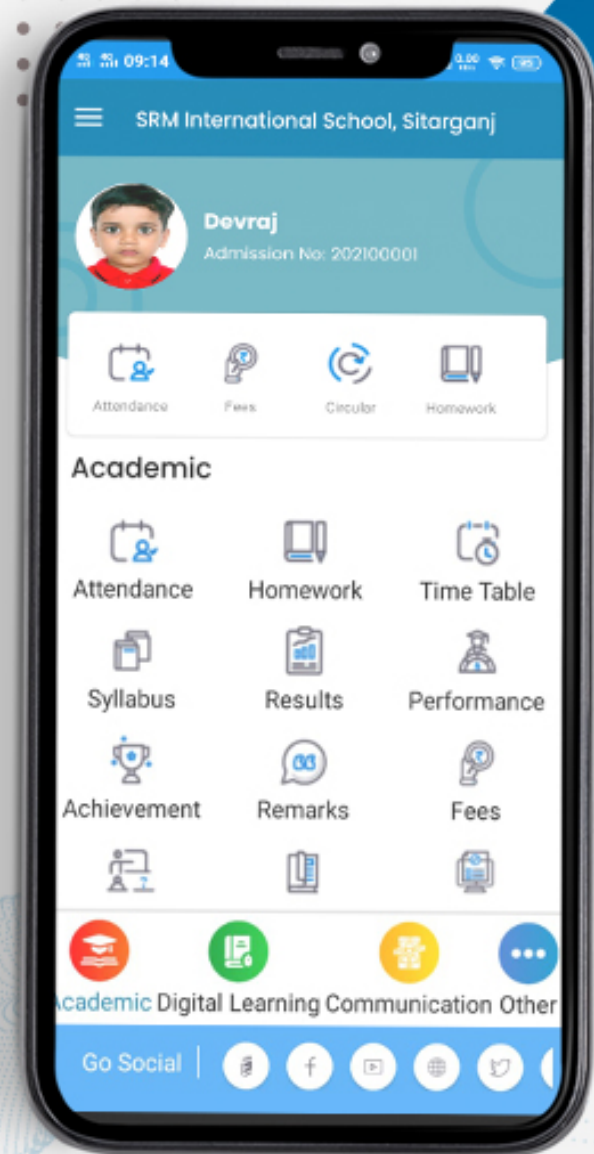 09:14
SRM International School, Sitarganj
Devraj
Admission No: 202100001
Attendance Fees Circular Homework
Academic
Attendance Homework Time Table
Syllabus Results Performance
Achievement Remarks Fees
Academic Digital Learning Communication Other
Go Social